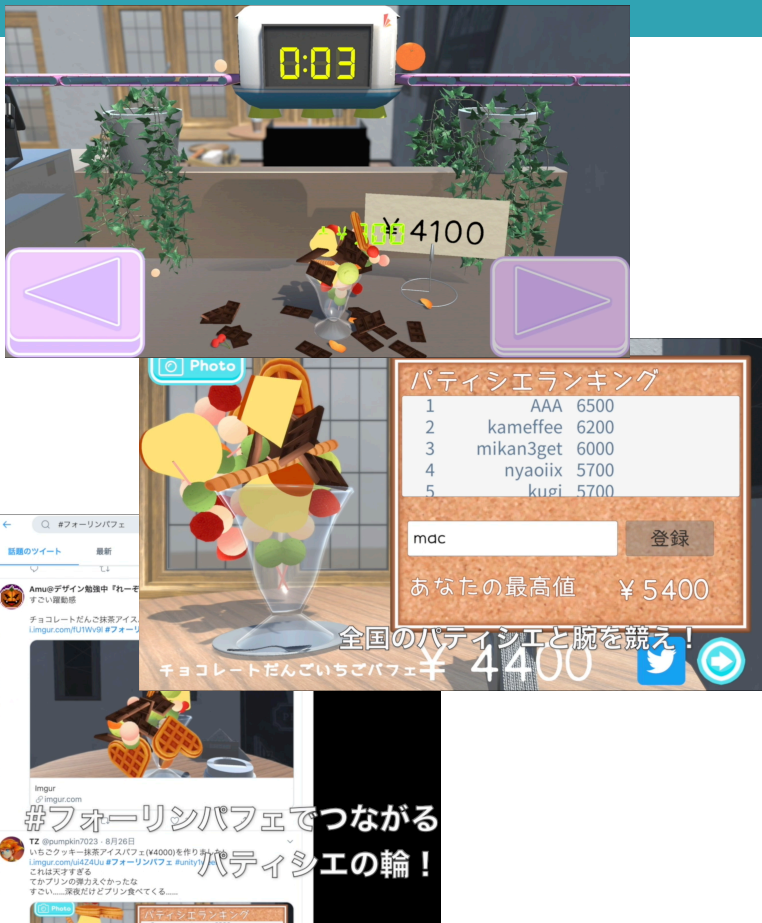 0:03
+¥300
¥4100
Photo
パティシエランキング
1 AAA 6500
2 kameffee 6200
3 mikan3get 6000
4 nyaoiix 5700
5 kugi 5700
mac
登録
あなたの最高値 ¥5400
全国のパティシエと腕を競え！
チョコレートだんごいちごパフェ¥ 4400
#フォーリンパフェ
話題のツイート 最新
Amu@デザイン勉強中『れーぞ
すごい躍動感
チョコレートだんご抹茶アイス
i.imgur.com/fU1Wv9l #フォーリ
Imgur
imgur.com
#フォーリンパフェでつながる
パティシエの輪！
TZ @pumpkin7023 · 8月26日
いちごクッキー抹茶アイスパフェ(¥4000)を作りました
i.imgur.com/ui4Z4Uu #フォーリンパフェ #unity1
これは天才すぎる
てかプリンの弾力えぐかったな
すごい……深夜だけどプリン食べてくる……
Photo
パティシエランキング